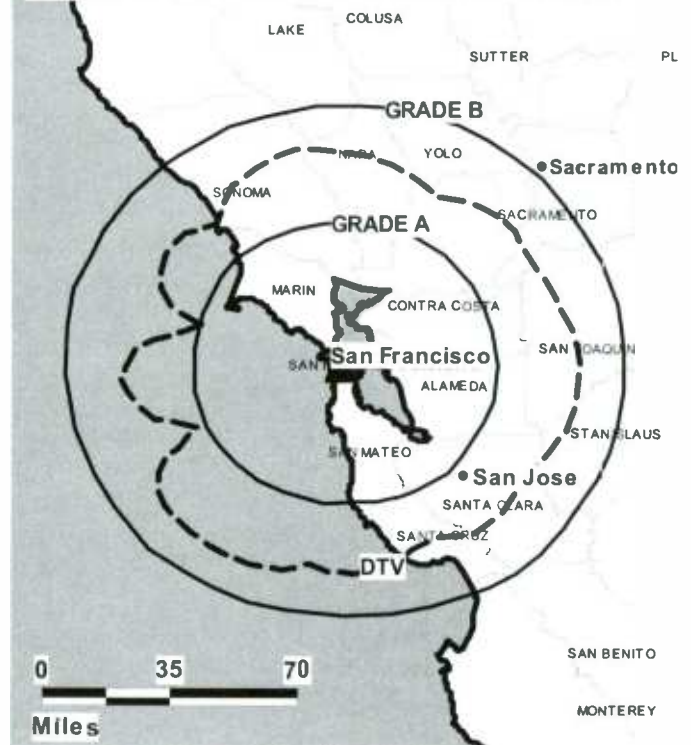 COLUSA
LAKE
SUTTER
PL
GRADE B
NAPA
YOLO
Sacramento
SONOMA
SACRAMENTO
GRADE A
MARIN
CONTRA COSTA
SAN JOAQUIN
San Francisco
SAN
ALAMEDA
STANISLAUS
SAN MATEO
San Jose
SANTA CLARA
SANTA CRUZ
DTV
SAN BENITO
0 35 70
Miles
MONTEREY